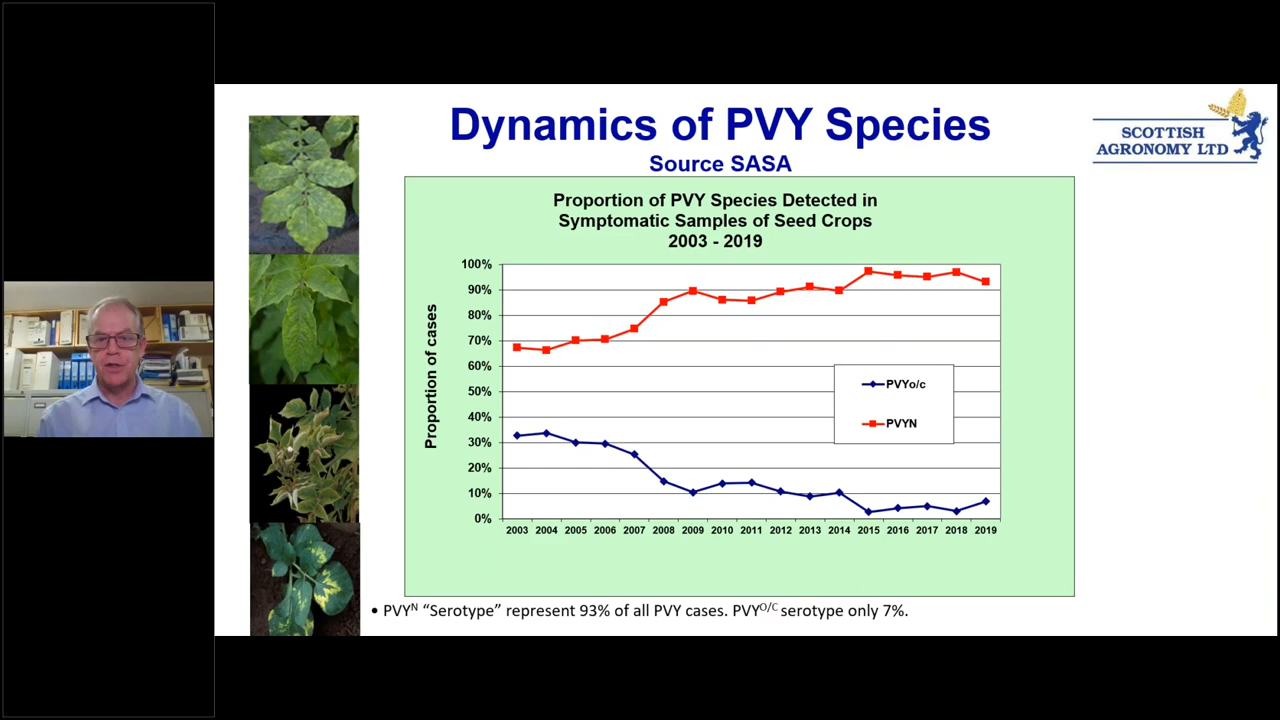 Dynamics of PVY Species
Source SASA
SCOTTISH
AGRONOMY LTD
Proportion of PVY Species Detected in
Symptomatic Samples of Seed Crops
2003 - 2019
Proportion of cases
100%
90%
80%
70%
60%
50%
40%
30%
20%
10%
0%
PVYo/c
PVYN
2003 2004 2005 2006 2007 2008 2009 2010 2011 2012 2013 2014 2015 2016 2017 2018 2019
• PVYᴺ “Serotype” represent 93% of all PVY cases. PVYᴼ/ᶜ serotype only 7%.